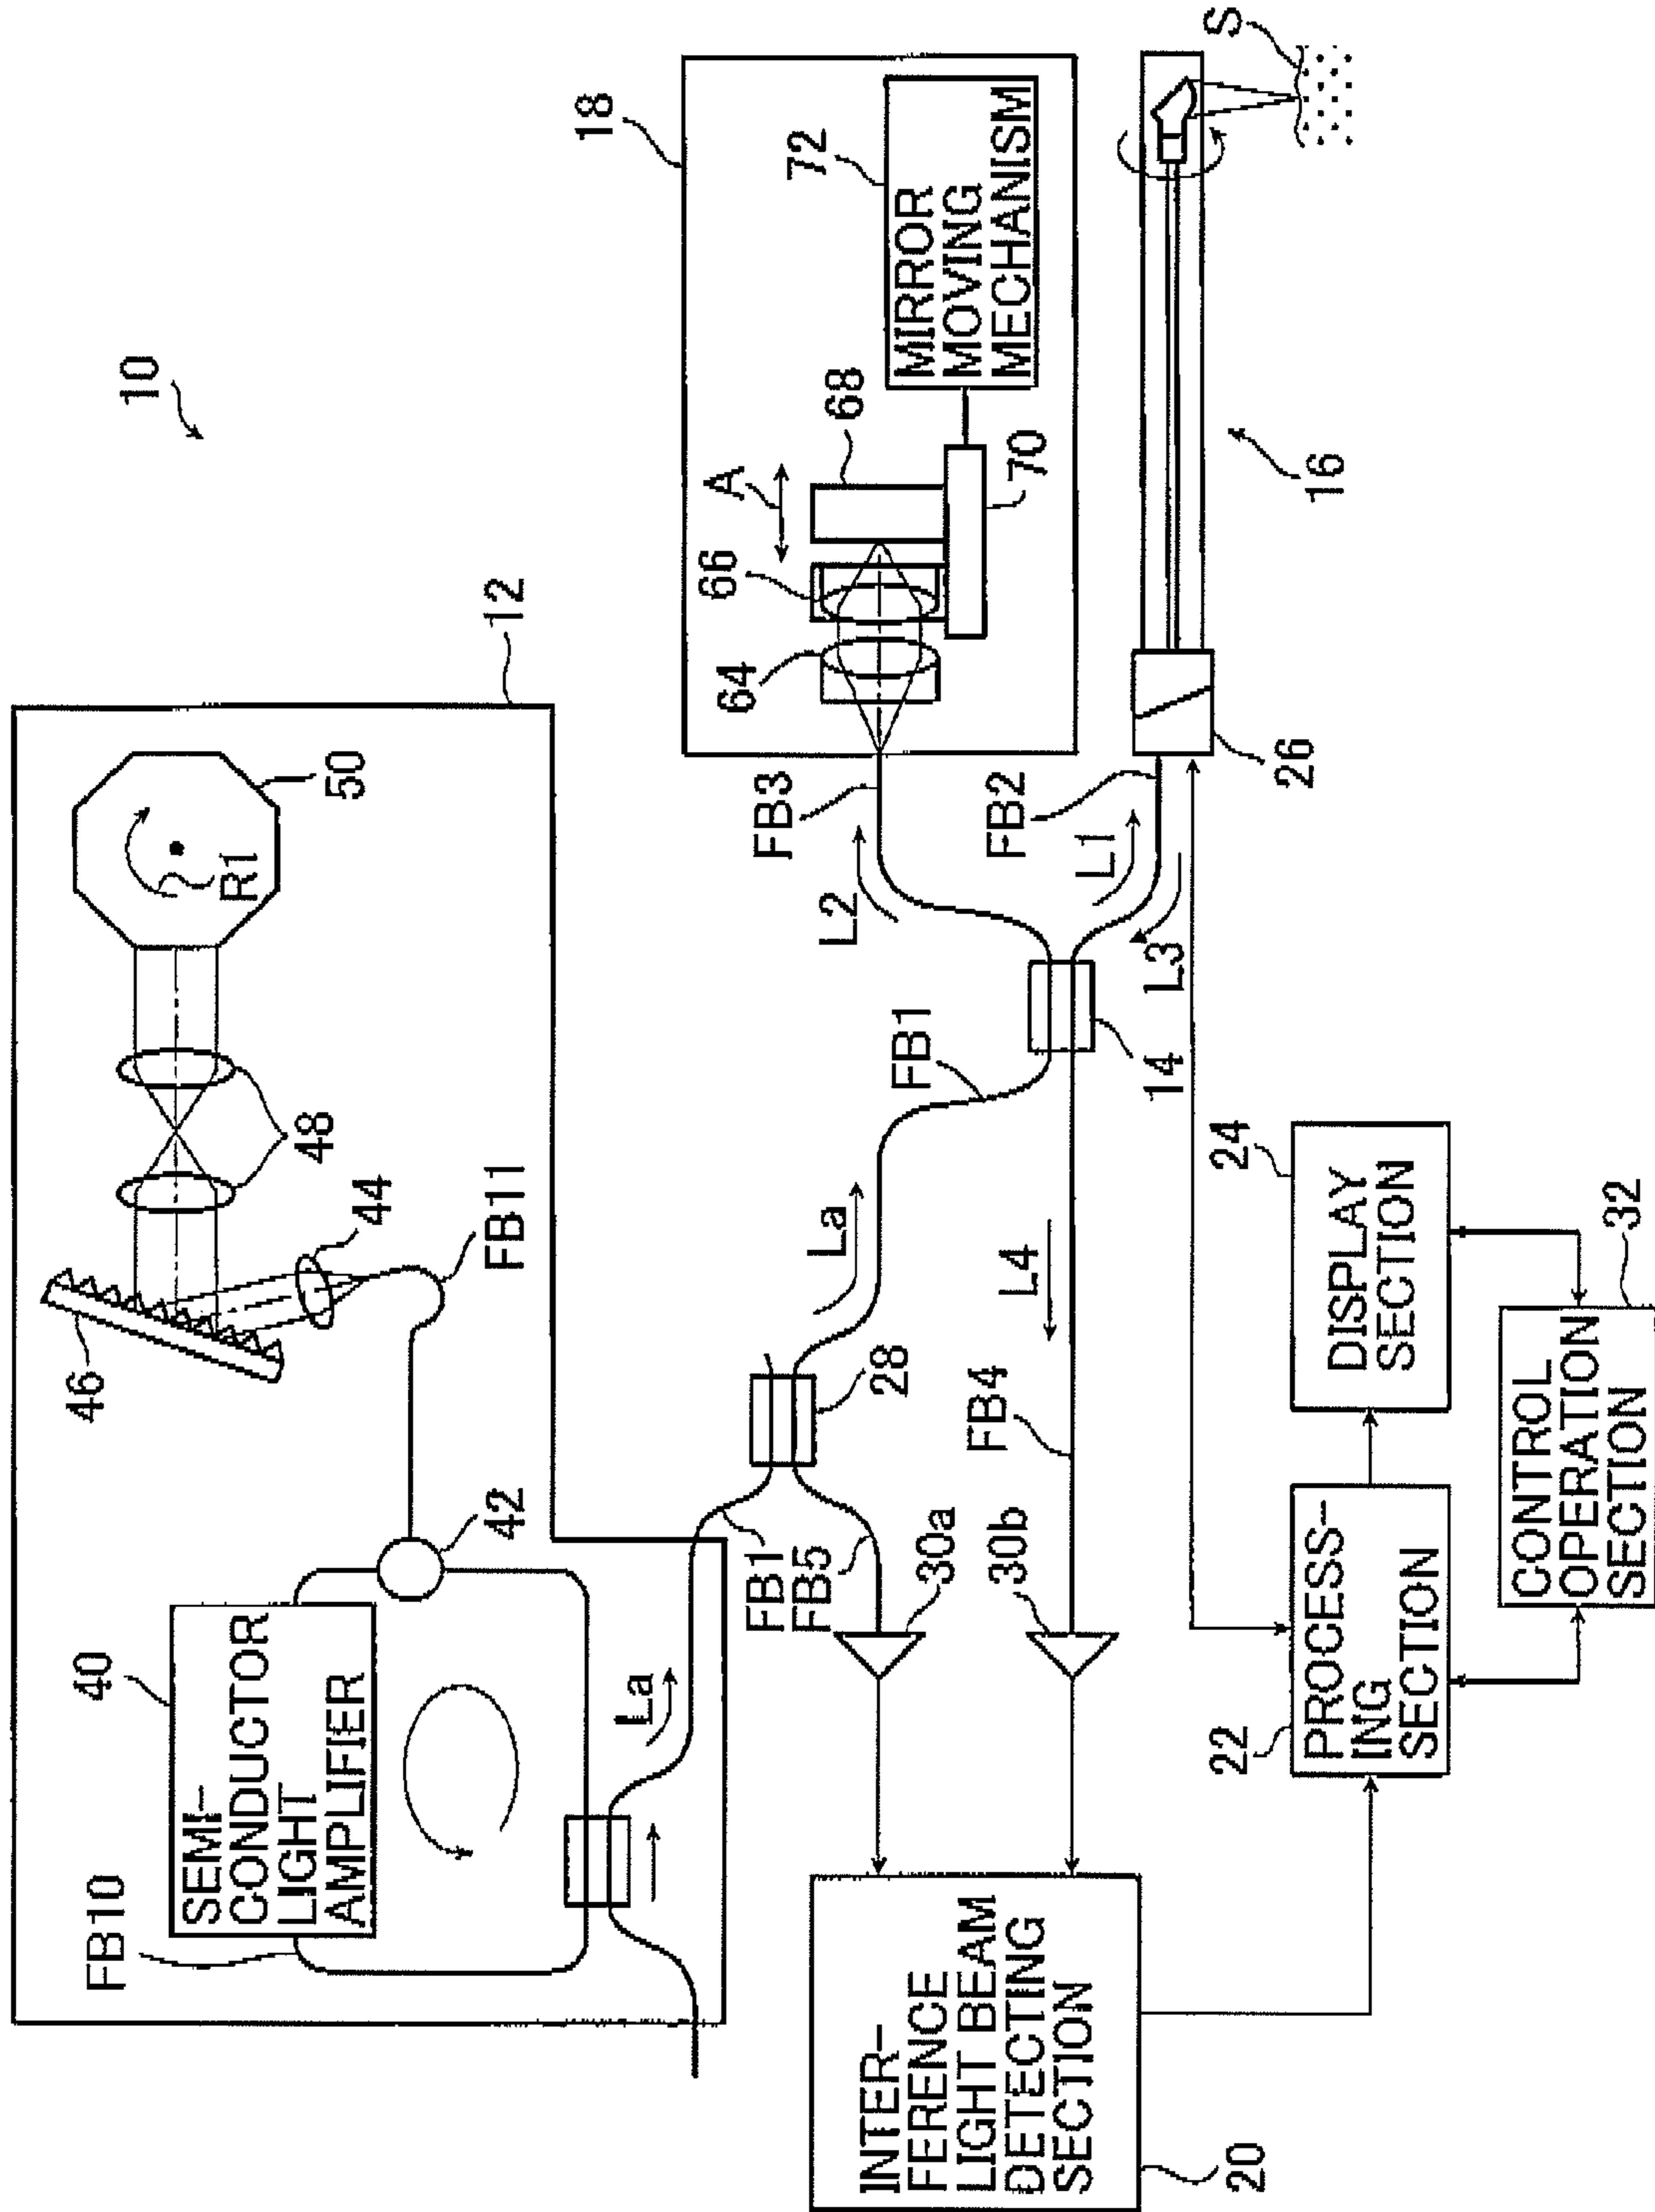 10
12
SEMI-
CONDUCTOR
LIGHT
AMPLIFIER
40
FB10
42
46
44
FB11
48
50
R1
La
FB1
FB5
28
La
FB1
14
L2
FB3
L1
FB2
L3
L4
FB4
30a
30b
18
64
66
A
68
70
72
MIRROR
MOVING
MECHANISM
26
16
S
INTER-
FERENCE
LIGHT BEAM
DETECTING
SECTION
20
22
PROCESS-
ING
SECTION
24
DISPLAY
SECTION
32
CONTROL
OPERATION
SECTION